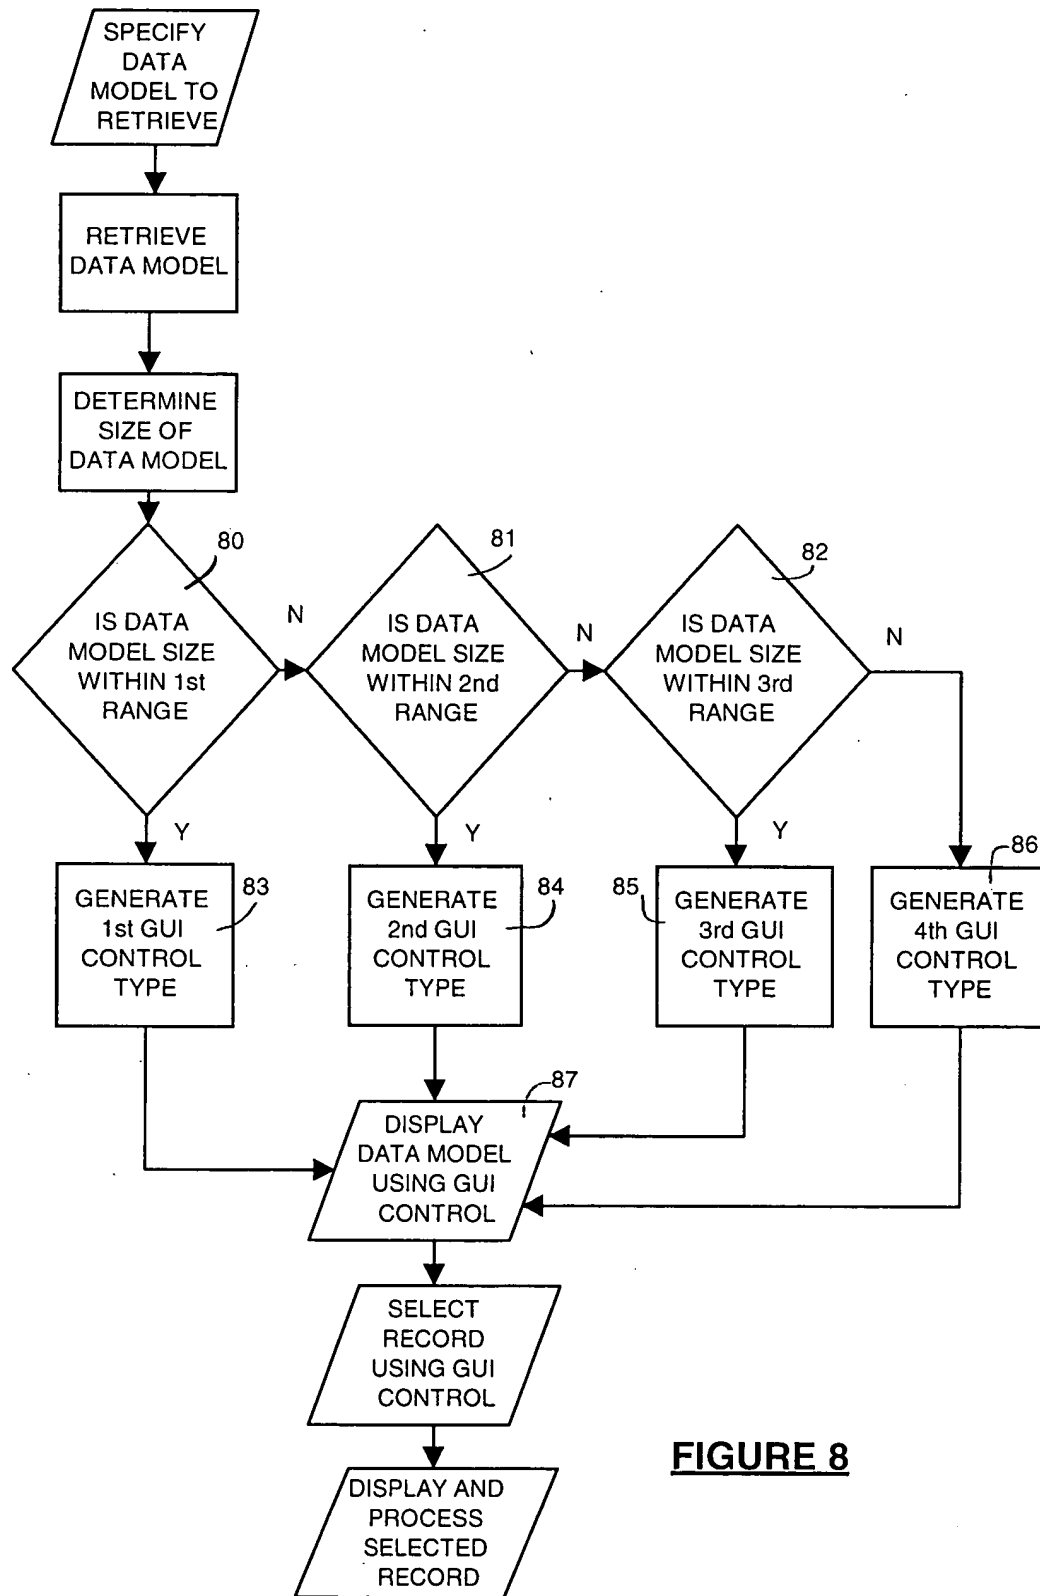 SPECIFY
DATA
MODEL TO
RETRIEVE
RETRIEVE
DATA MODEL
DETERMINE
SIZE OF
DATA MODEL
80
IS DATA
MODEL SIZE
WITHIN 1st
RANGE
N
Y
81
IS DATA
MODEL SIZE
WITHIN 2nd
RANGE
N
Y
82
IS DATA
MODEL SIZE
WITHIN 3rd
RANGE
N
Y
83
GENERATE
1st GUI
CONTROL
TYPE
84
GENERATE
2nd GUI
CONTROL
TYPE
85
GENERATE
3rd GUI
CONTROL
TYPE
86
GENERATE
4th GUI
CONTROL
TYPE
87
DISPLAY
DATA MODEL
USING GUI
CONTROL
SELECT
RECORD
USING GUI
CONTROL
DISPLAY AND
PROCESS
SELECTED
RECORD
FIGURE 8